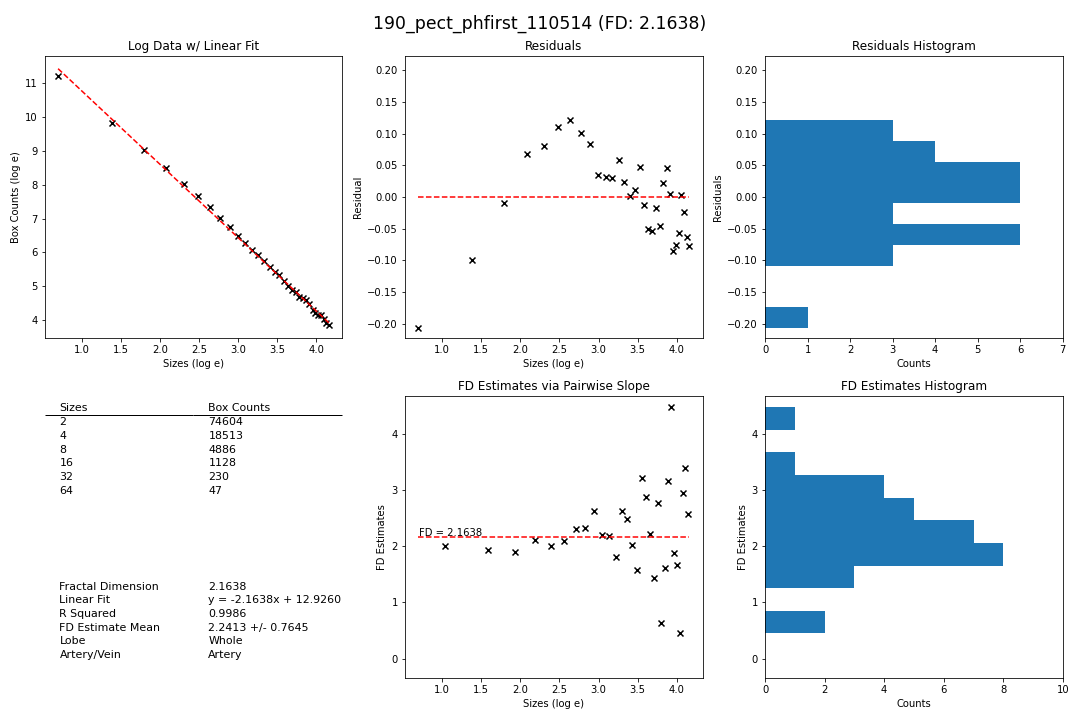 190_pect_phfirst_110514 (FD: 2.1638)
Log Data w/ Linear Fit
Box Counts (log e)
11
10
9
8
7
6
5
4
1.0 1.5 2.0 2.5 3.0 3.5 4.0
Sizes (log e)
Residuals
Residual
0.20
0.15
0.10
0.05
0.00
−0.05
−0.10
−0.15
−0.20
1.0 1.5 2.0 2.5 3.0 3.5 4.0
Sizes (log e)
Residuals Histogram
Residuals
0.20
0.15
0.10
0.05
0.00
−0.05
−0.10
−0.15
−0.20
0 1 2 3 4 5 6 7
Counts
Sizes Box Counts
2 74604
4 18513
8 4886
16 1128
32 230
64 47
Fractal Dimension 2.1638
Linear Fit y = -2.1638x + 12.9260
R Squared 0.9986
FD Estimate Mean 2.2413 +/- 0.7645
Lobe Whole
Artery/Vein Artery
FD Estimates via Pairwise Slope
FD Estimates
4
3
2
1
0
FD = 2.1638
1.0 1.5 2.0 2.5 3.0 3.5 4.0
Sizes (log e)
FD Estimates Histogram
FD Estimates
4
3
2
1
0
0 2 4 6 8 10
Counts